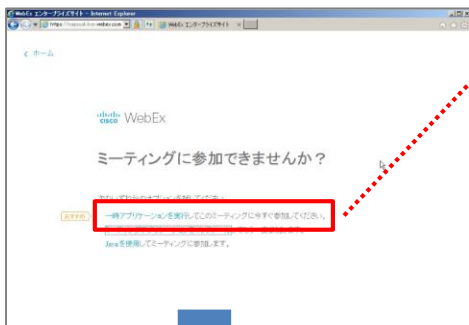 WebEx エンタープライズサイト - Internet Explorer
WebEx エンタープライズサイト
< ホーム
cisco WebEx
ミーティングに参加できませんか？
おすすめ
一時アプリケーションを実行してこのミーティングに今すぐ参加してください。
Javaを使用してミーティングに参加します。